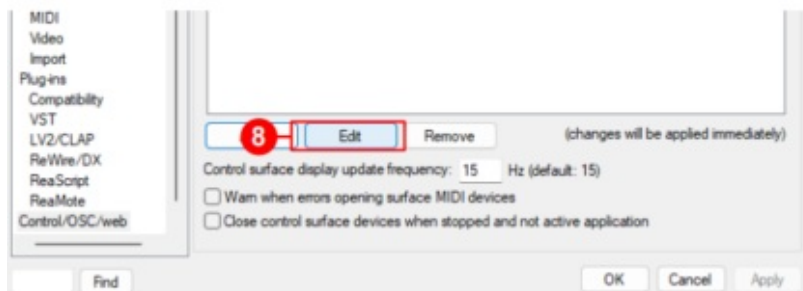 MIDI
Video
Import
Plug-ins
Compatibility
VST
LV2/CLAP
ReWire/DX
ReaScript
ReaMote
Control/OSC/web
Find
8
Edit
Remove
(changes will be applied immediately)
Control surface display update frequency: 15 Hz (default: 15)
Warn when errors opening surface MIDI devices
Close control surface devices when stopped and not active application
OK
Cancel
Apply